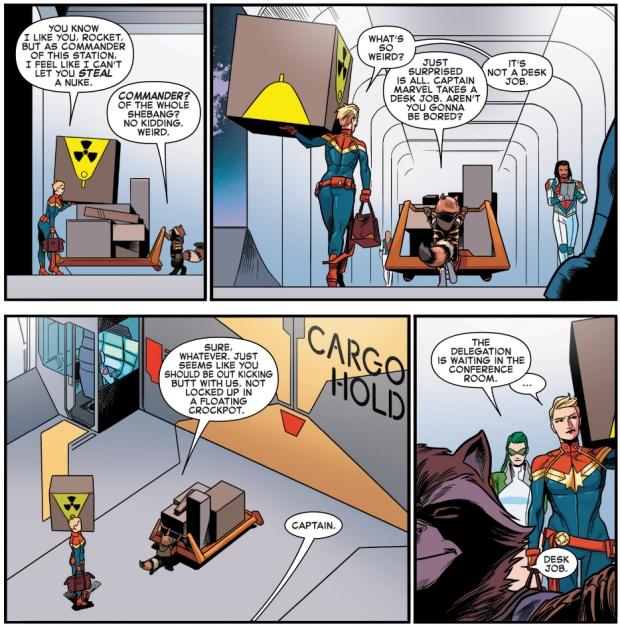 YOU KNOW
I LIKE YOU, ROCKET,
BUT AS COMMANDER
OF THIS STATION,
I FEEL LIKE I CAN'T
LET YOU STEAL
A NUKE.
COMMANDER?
OF THE WHOLE
SHEBANG?
NO KIDDING.
WEIRD.
WHAT'S
SO
WEIRD?
JUST
SURPRISED
IS ALL. CAPTAIN
MARVEL TAKES A
DESK JOB. AREN'T
YOU GONNA
BE BORED?
IT'S
NOT A DESK
JOB.
SURE,
WHATEVER. JUST
SEEMS LIKE YOU
SHOULD BE OUT KICKING
BUTT WITH US. NOT
LOCKED UP IN
A FLOATING
CROCKPOT.
CARGO
HOLD
CAPTAIN.
THE
DELEGATION
IS WAITING IN THE
CONFERENCE
ROOM.
...
DESK
JOB.